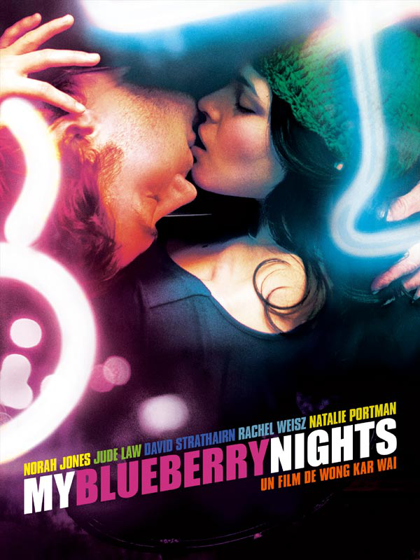 NORAH JONES JUDE LAW DAVID STRATHAIRN RACHEL WEISZ NATALIE PORTMAN
MY BLUEBERRY NIGHTS
UN FILM DE WONG KAR WAI